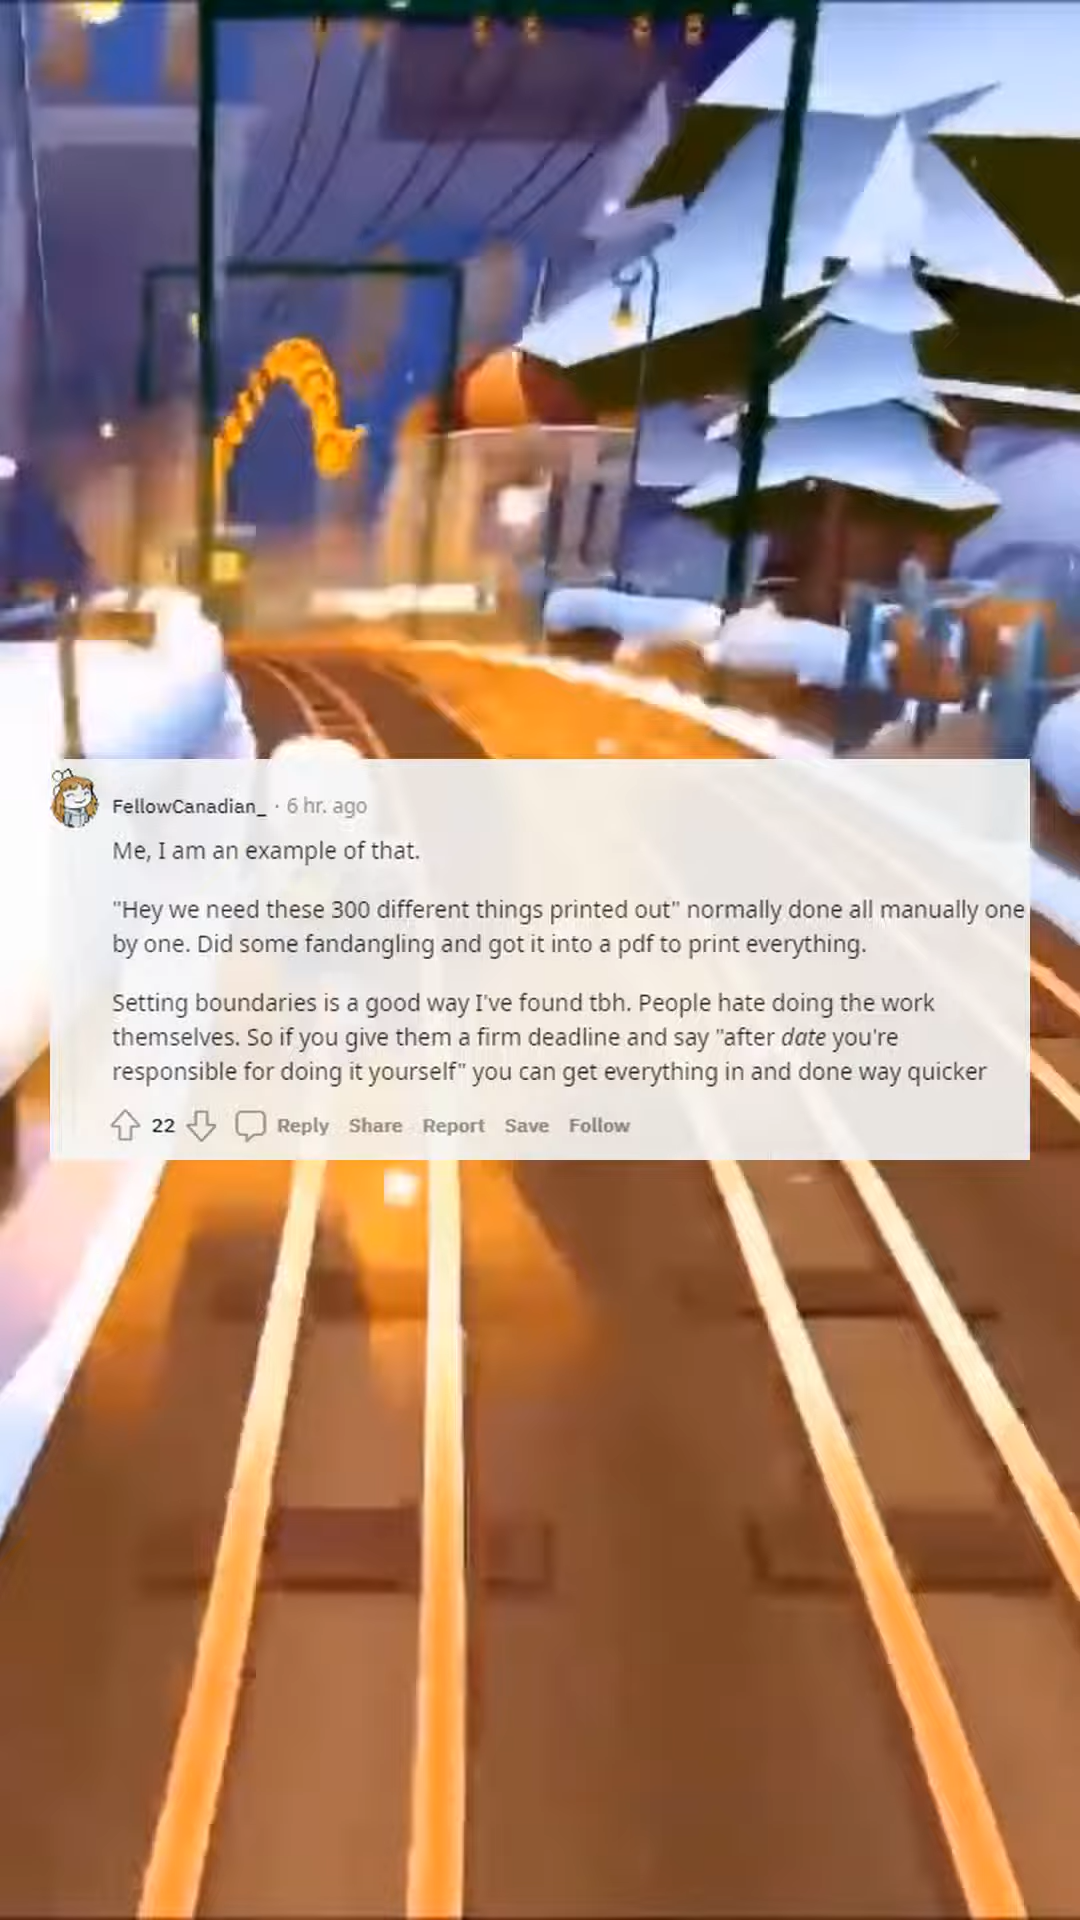 FellowCanadian_ · 6 hr. ago
Me, I am an example of that.
"Hey we need these 300 different things printed out" normally done all manually one
by one. Did some fandangling and got it into a pdf to print everything.
Setting boundaries is a good way I've found tbh. People hate doing the work
themselves. So if you give them a firm deadline and say "after date you're
responsible for doing it yourself" you can get everything in and done way quicker
22 Reply Share Report Save Follow